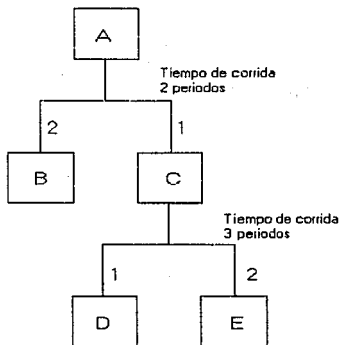 A
Tiempo de corrida
2 periodos
2
1
B
C
Tiempo de corrida
3 periodos
1
2
D
E